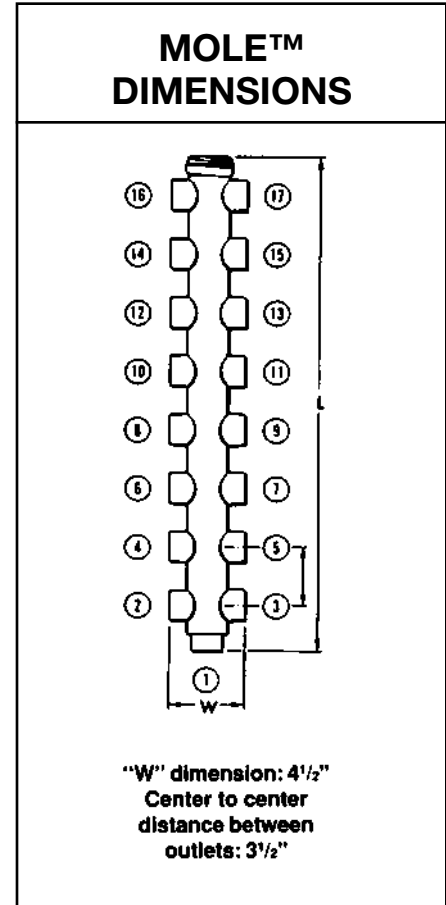 MOLE™
DIMENSIONS
16 17
14 15
12 13
10 11
L
8 9
6 7
4 5
2 3
1
W
"W" dimension: 4¹/₂"
Center to center
distance between
outlets: 3¹/₂"